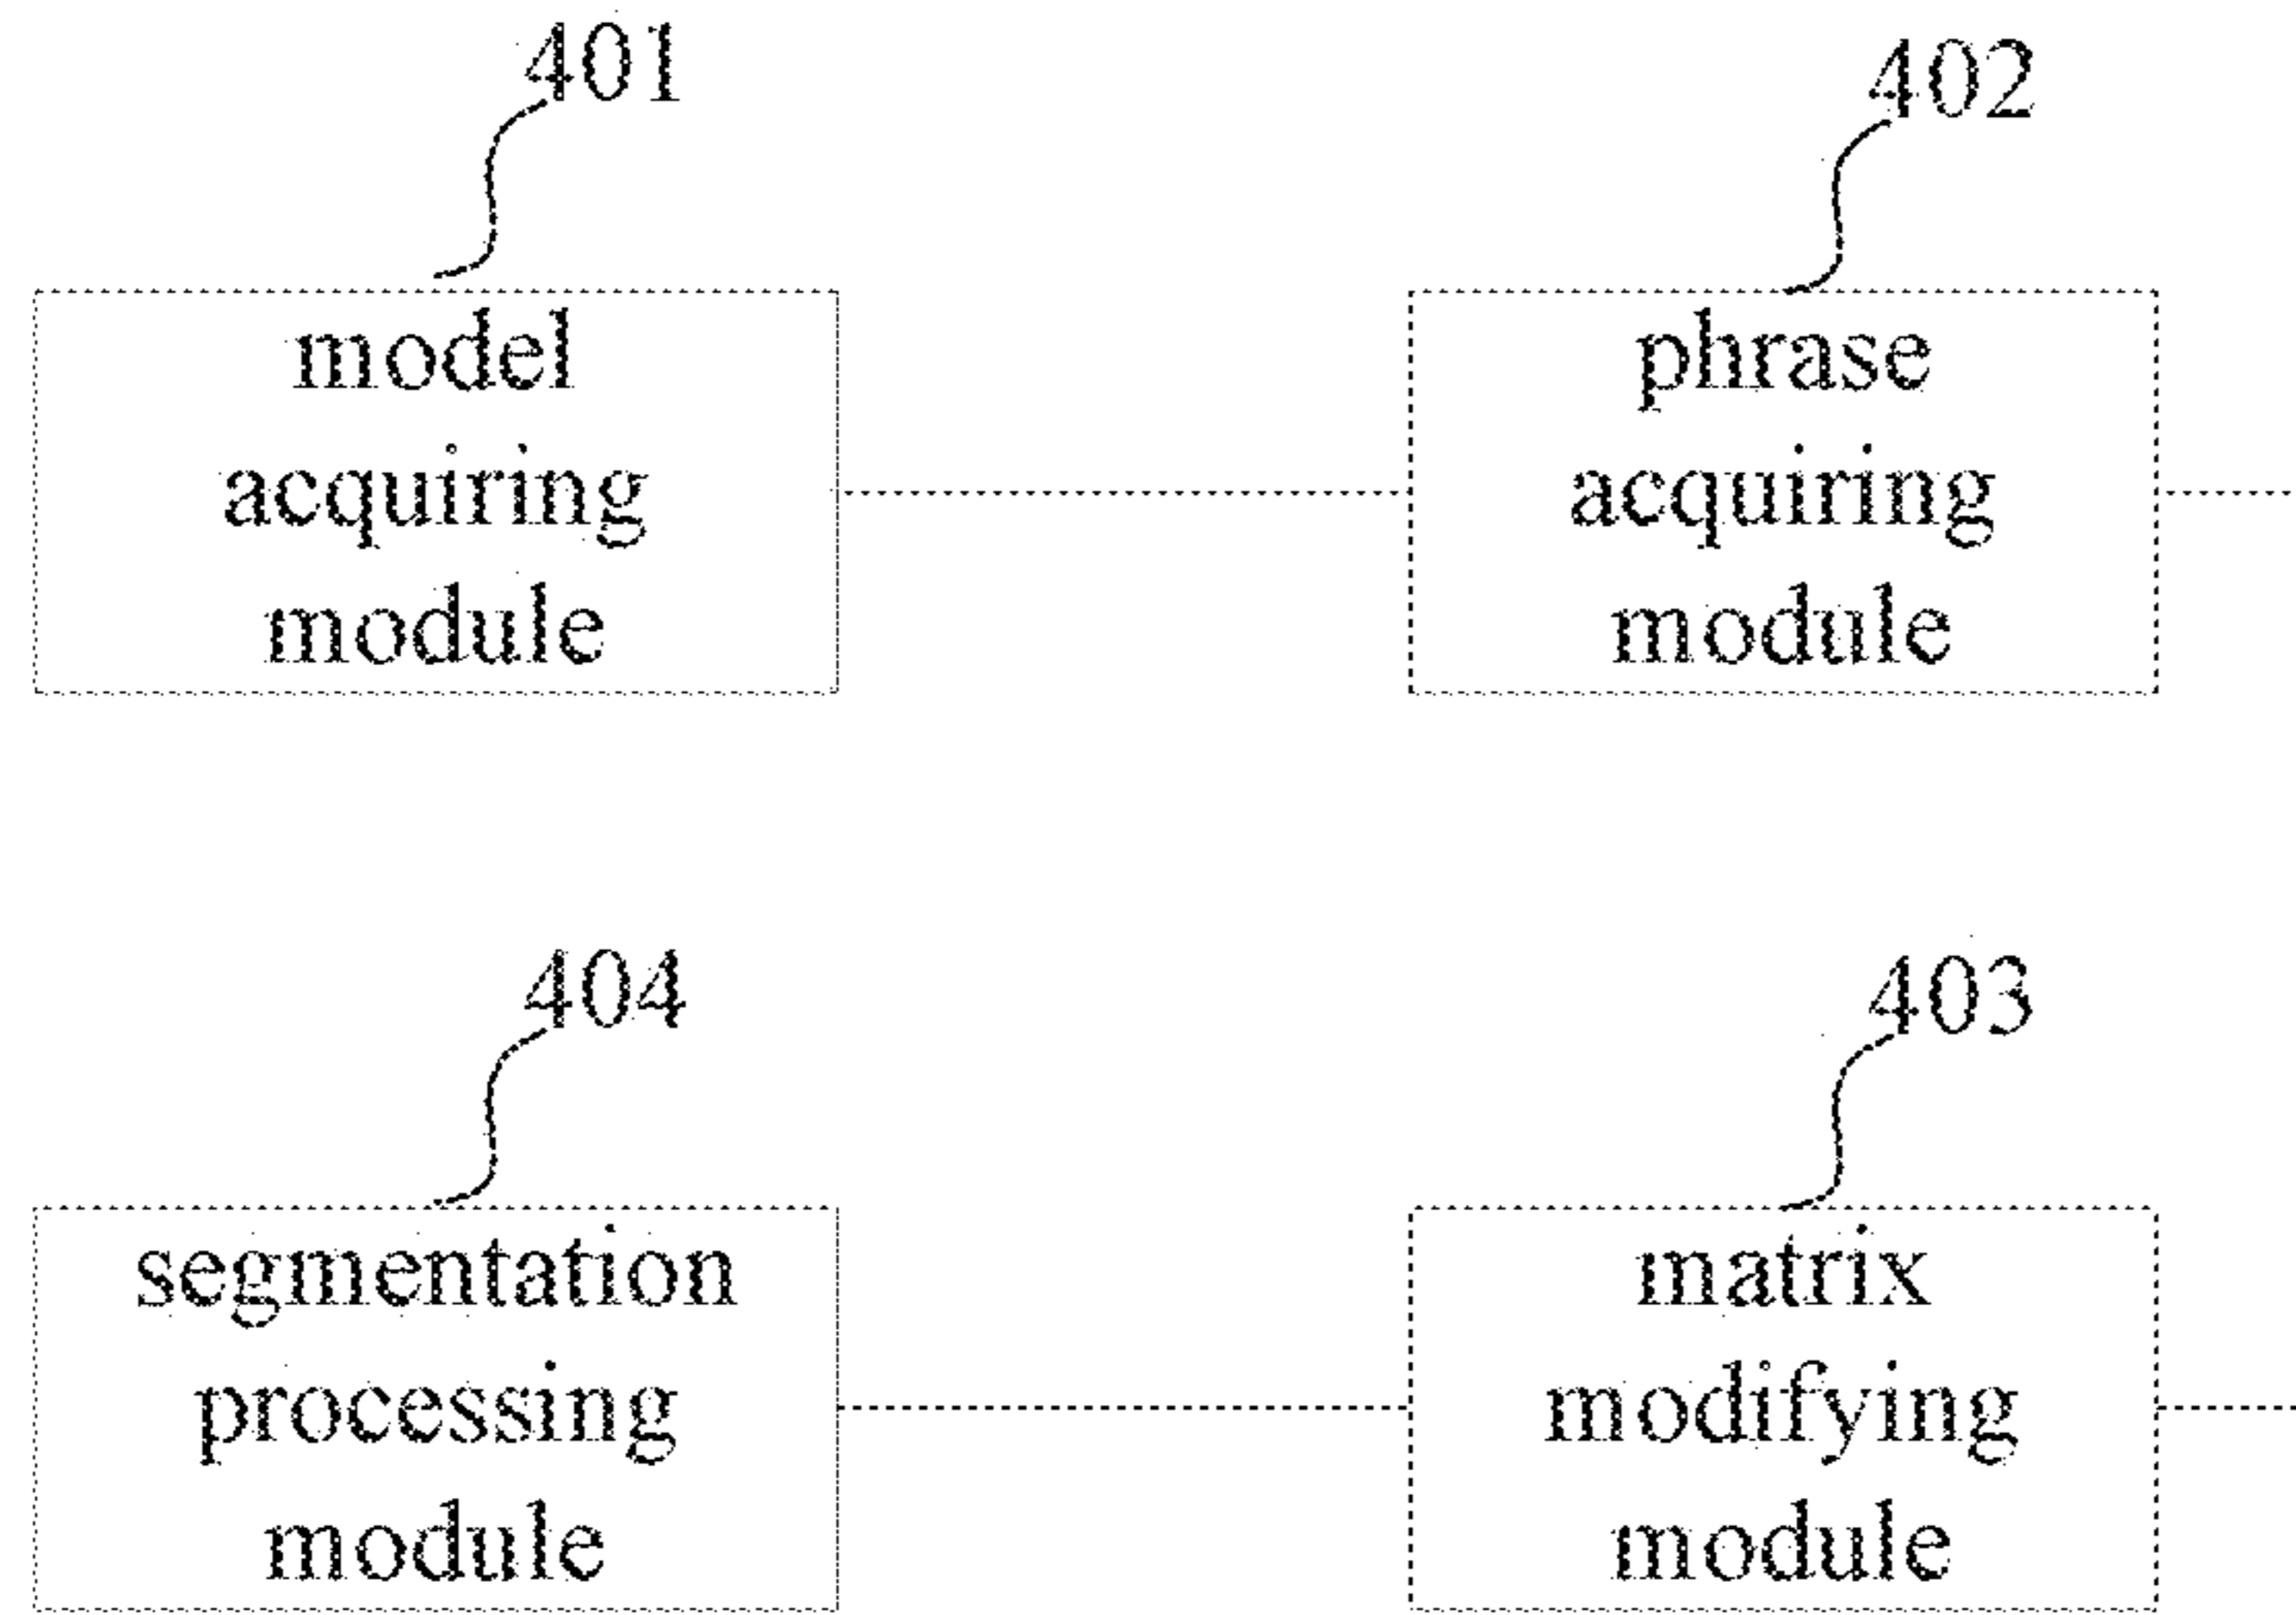 401
model
acquiring
module
402
phrase
acquiring
module
404
segmentation
processing
module
403
matrix
modifying
module